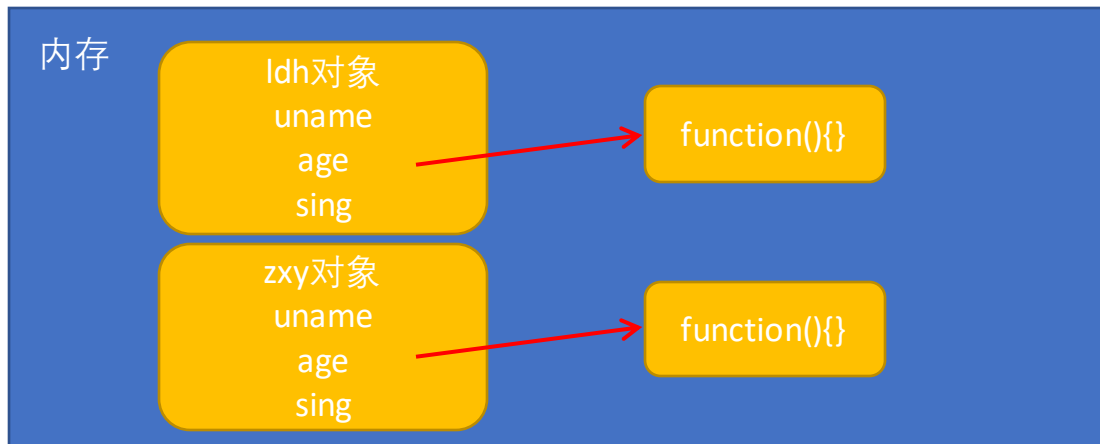 内存
ldh对象
uname
age
sing
function(){}
zxy对象
uname
age
sing
function(){}